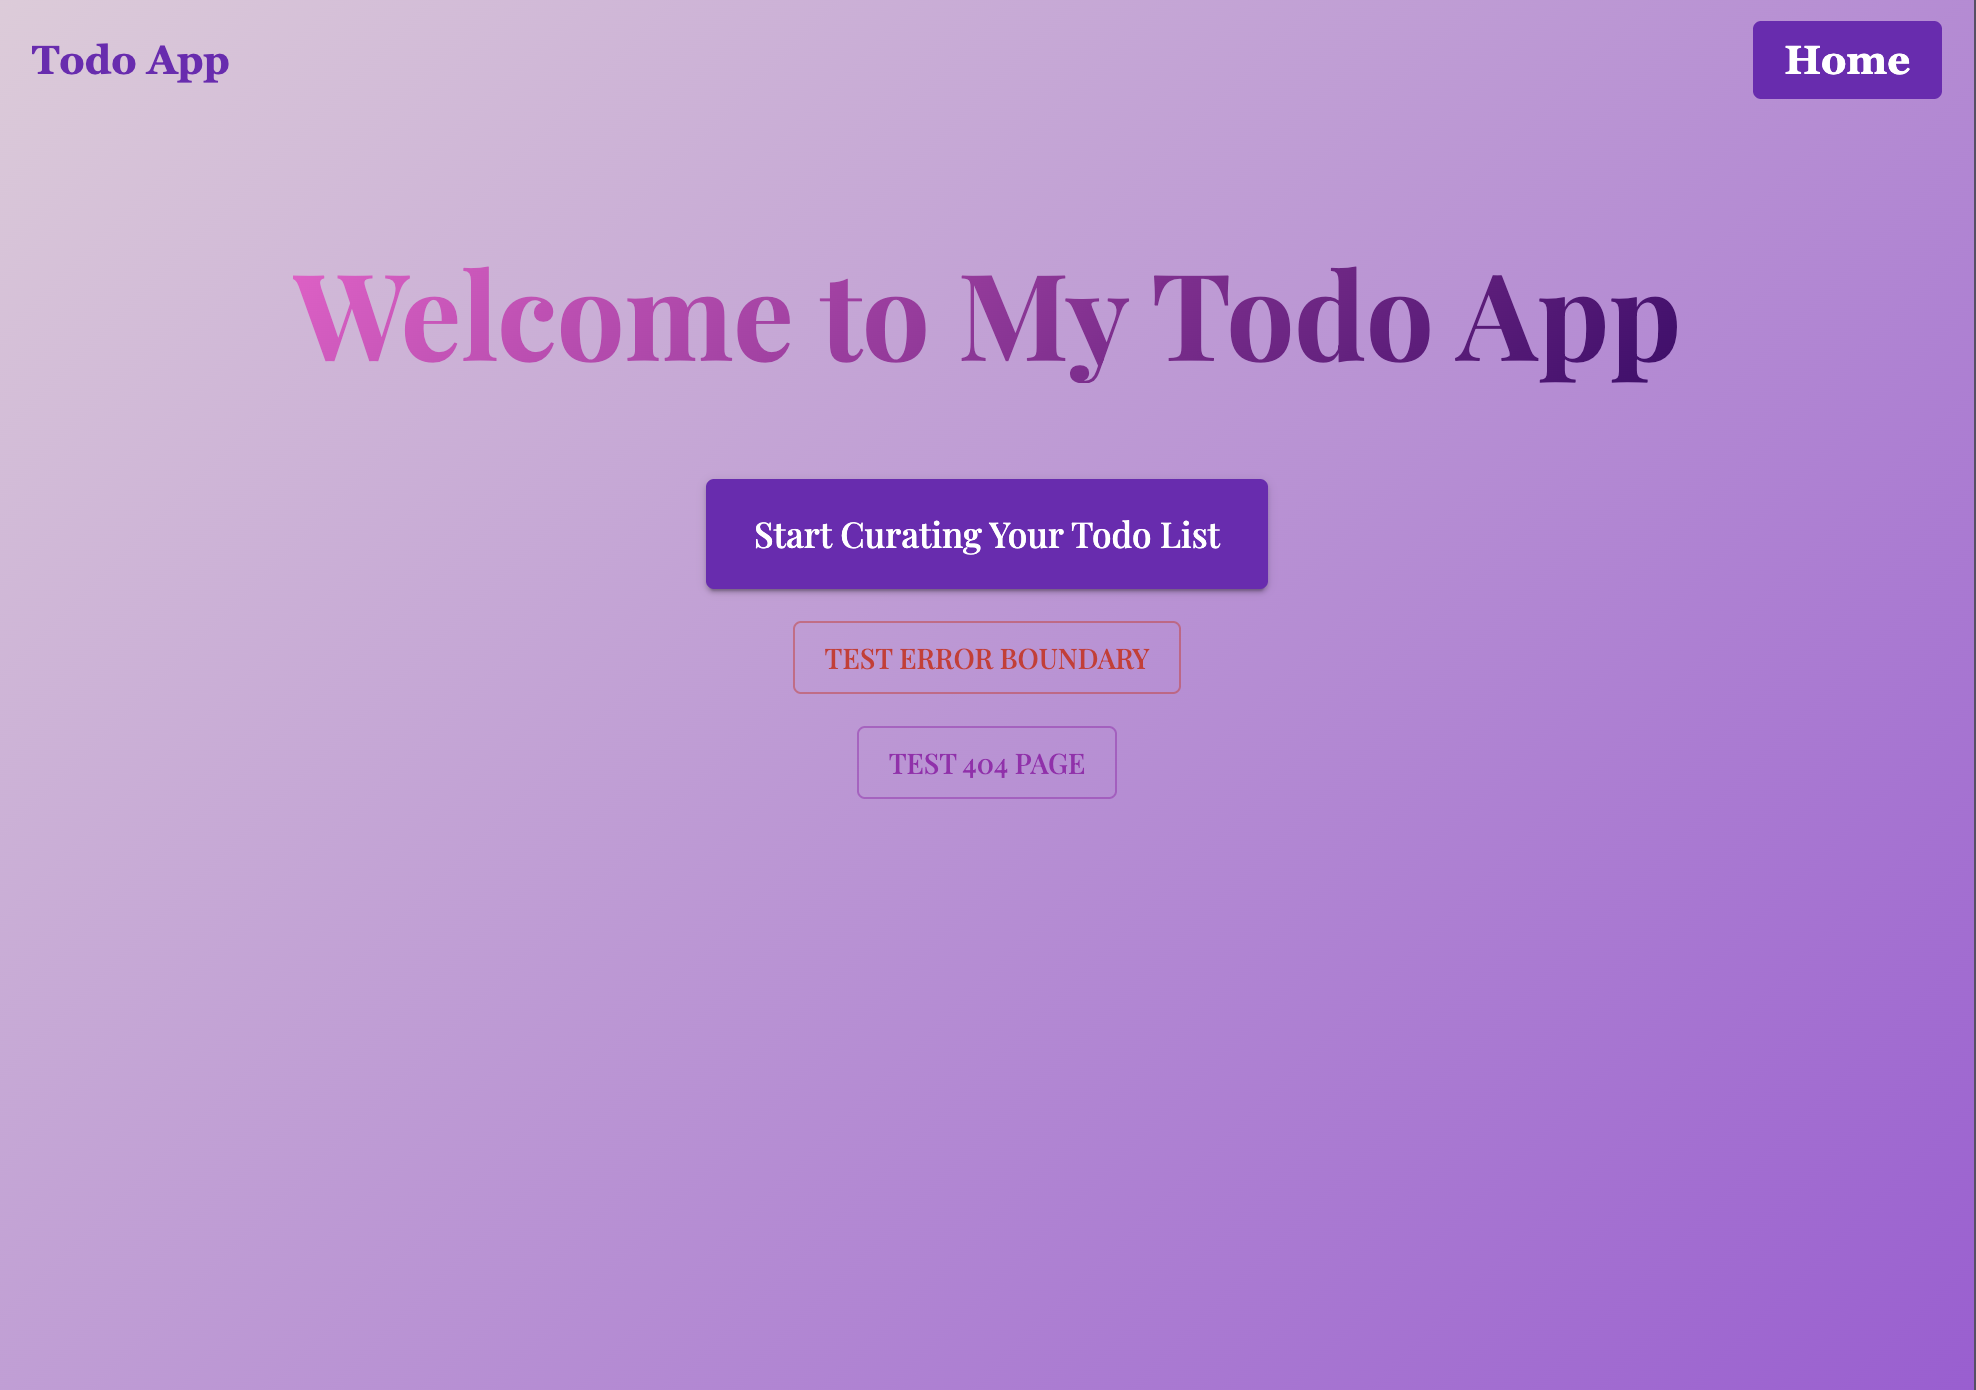 Todo App
Home
Welcome to My Todo App
Start Curating Your Todo List
TEST ERROR BOUNDARY
TEST 404 PAGE